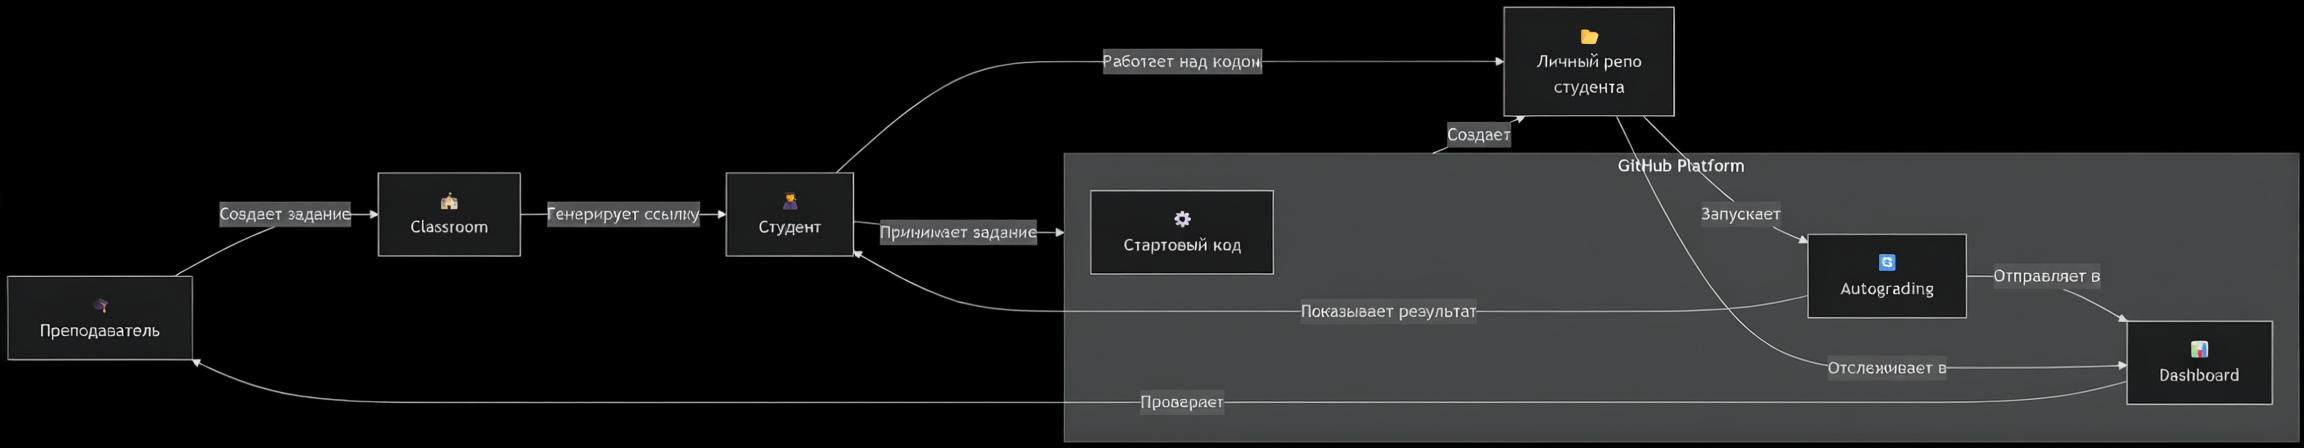 Личный репо
студента
Работает над кодом
Создает
GitHub Platform
Создает задание
Classroom
Генерирует ссылку
Студент
Принимает задание
Стартовый код
Запускает
Autograding
Отправляет в
Преподаватель
Показывает результат
Отслеживает в
Dashboard
Проверяет